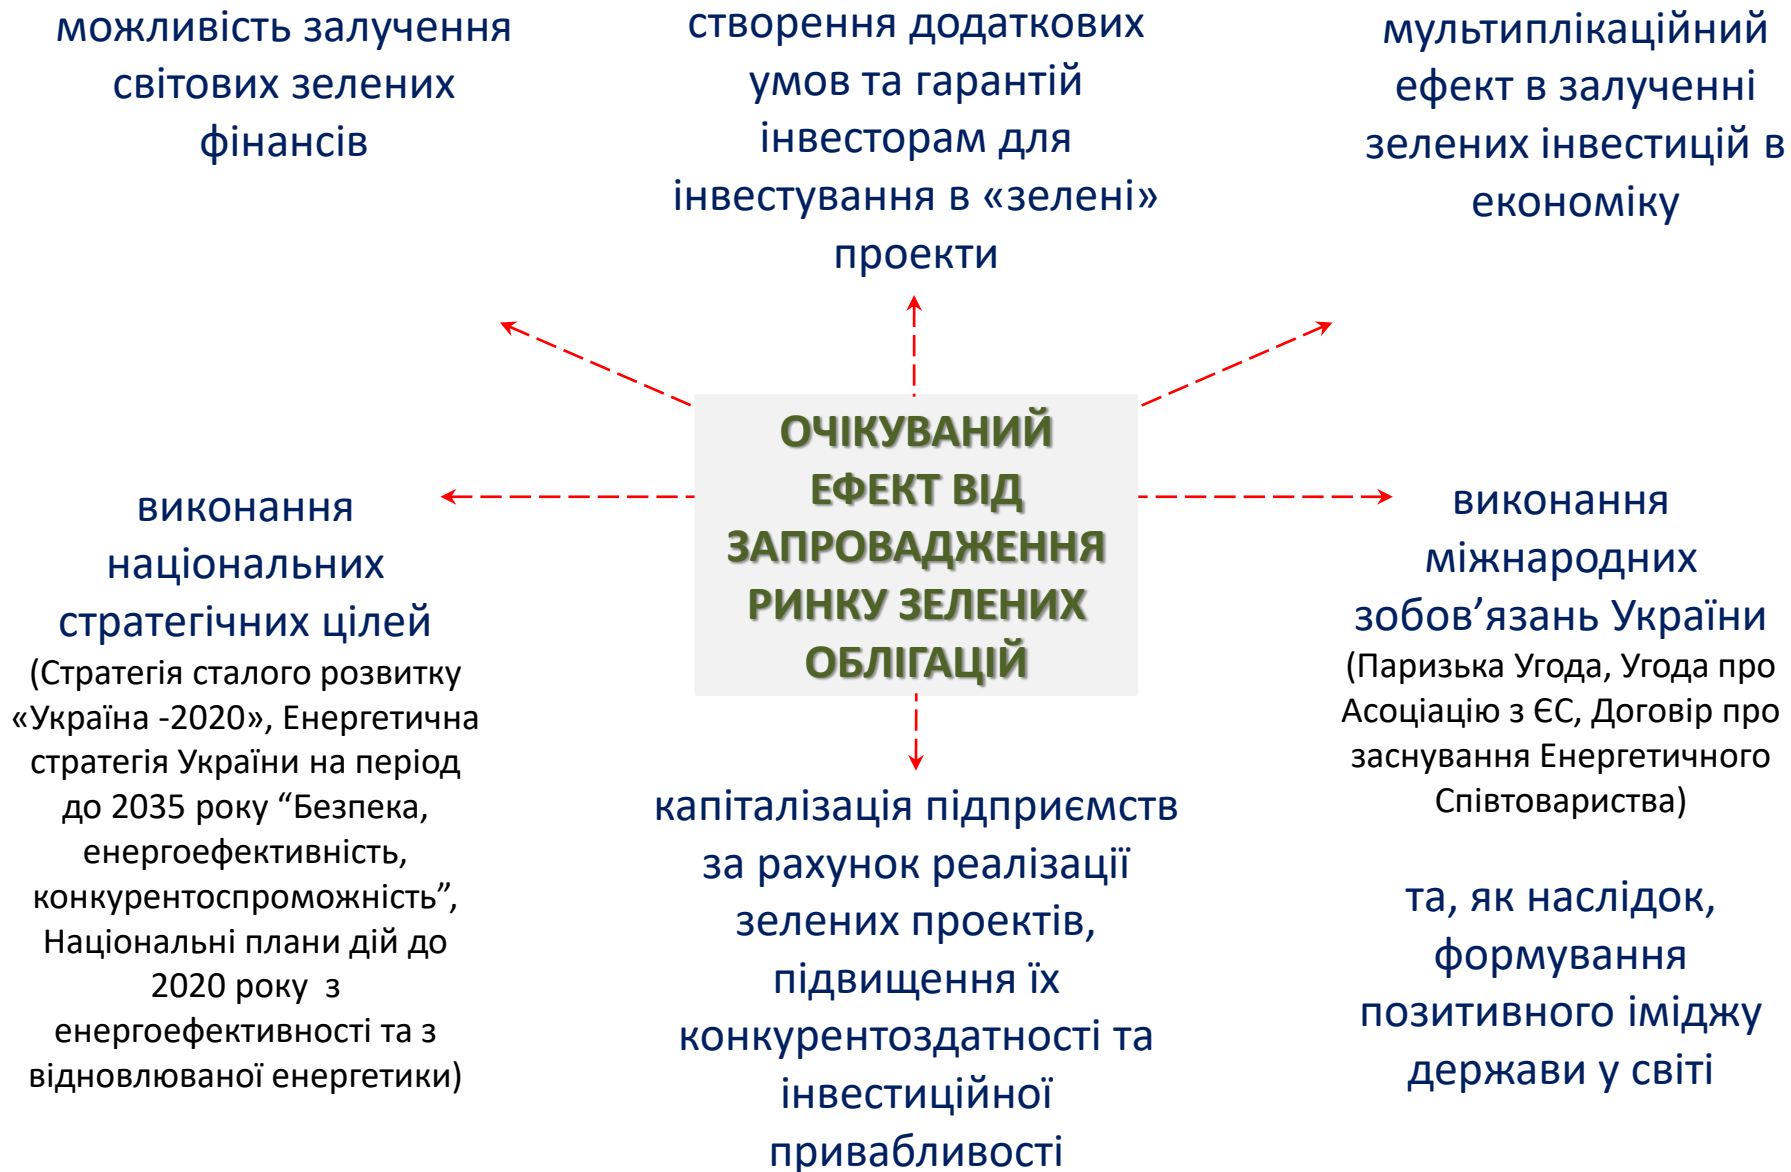 можливість залучення
світових зелених
фінансів
створення додаткових
умов та гарантій
інвесторам для
інвестування в «зелені»
проекти
мультиплікаційний
ефект в залученні
зелених інвестицій в
економіку
ОЧІКУВАНИЙ
ЕФЕКТ ВІД
ЗАПРОВАДЖЕННЯ
РИНКУ ЗЕЛЕНИХ
ОБЛІГАЦІЙ
виконання
національних
стратегічних цілей
(Стратегія сталого розвитку
«Україна -2020», Енергетична
стратегія України на період
до 2035 року “Безпека,
енергоефективність,
конкурентоспроможність”,
Національні плани дій до
2020 року  з
енергоефективності та з
відновлюваної енергетики)
капіталізація підприємств
за рахунок реалізації
зелених проектів,
підвищення їх
конкурентоздатності та
інвестиційної
привабливості
виконання
міжнародних
зобов’язань України
(Паризька Угода, Угода про
Асоціацію з ЄС, Договір про
заснування Енергетичного
Співтовариства)
та, як наслідок,
формування
позитивного іміджу
держави у світі